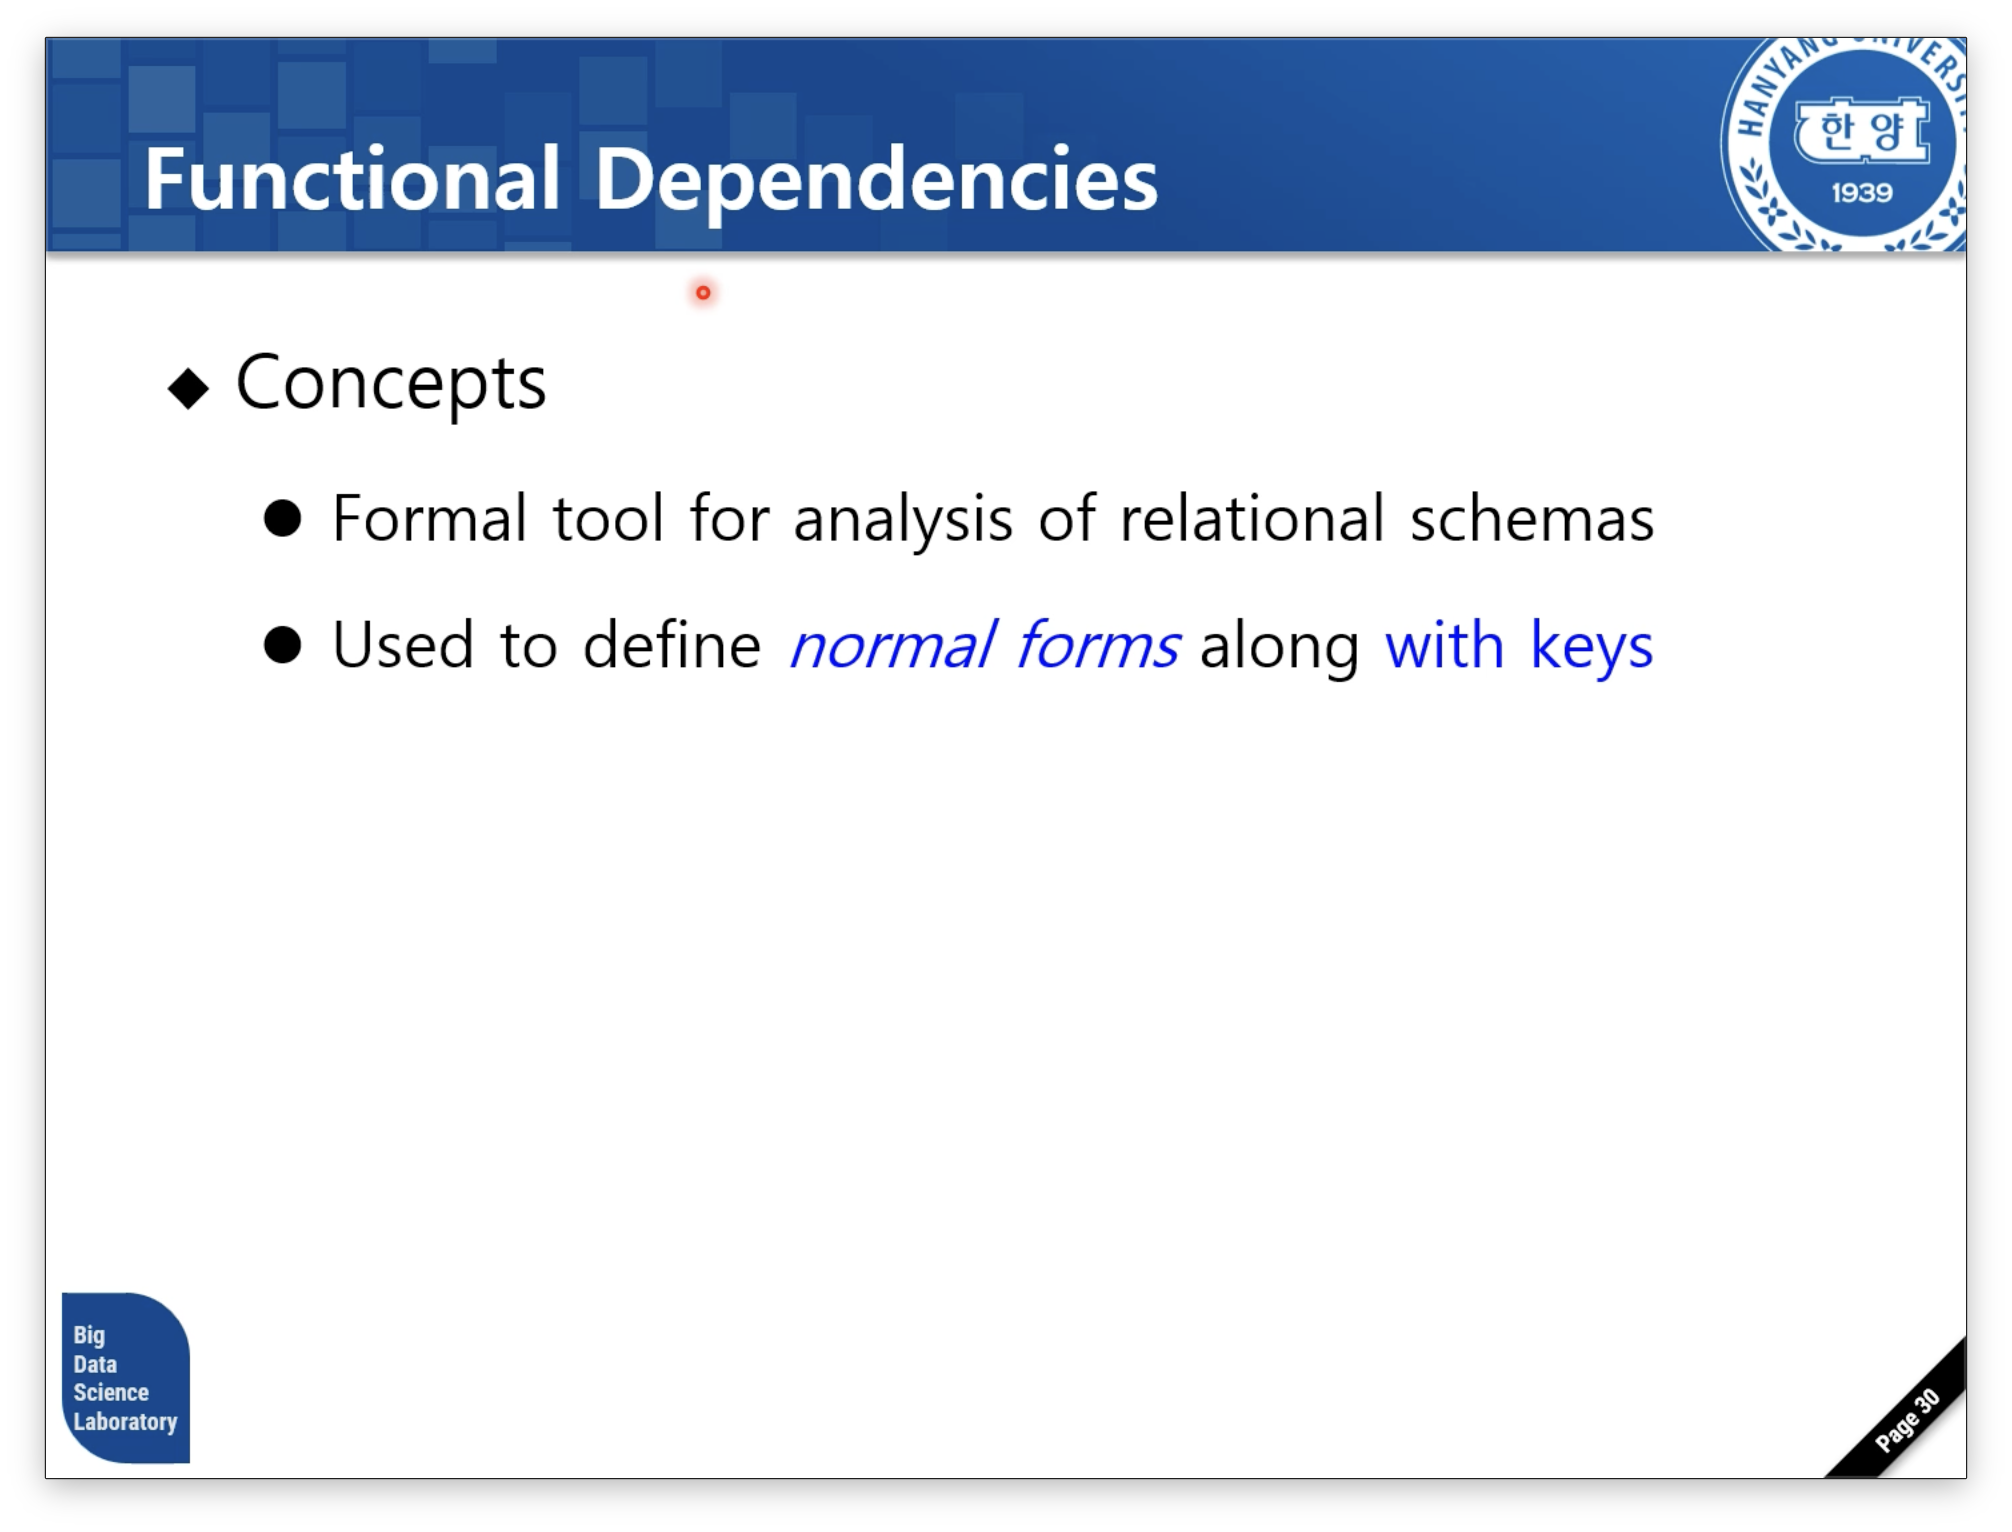 HANYANG UNIVERS
한양
1939
Functional Dependencies
◆ Concepts
● Formal tool for analysis of relational schemas
● Used to define normal forms along with keys
Big
Data
Science
Laboratory
Page 30